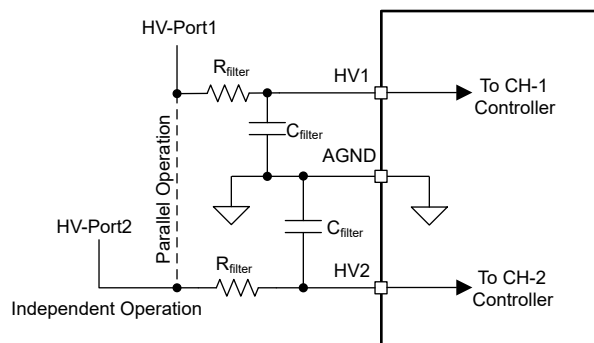 HV-Port1
Rfilter
HV1
To CH-1
Controller
Cfilter
AGND
Parallel Operation
HV-Port2
Cfilter
Rfilter
HV2
To CH-2
Controller
Independent Operation